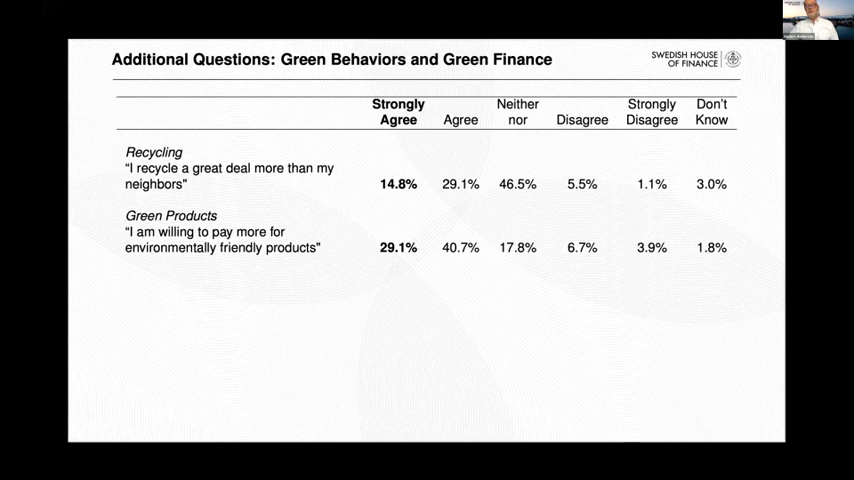 Additional Questions: Green Behaviors and Green Finance
SWEDISH HOUSE
OF FINANCE
Strongly Agree
Agree
Neither nor
Disagree
Strongly Disagree
Don't Know
Recycling
"I recycle a great deal more than my
neighbors"
14.8% 29.1% 46.5% 5.5% 1.1% 3.0%
Green Products
"I am willing to pay more for
environmentally friendly products"
29.1% 40.7% 17.8% 6.7% 3.9% 1.8%